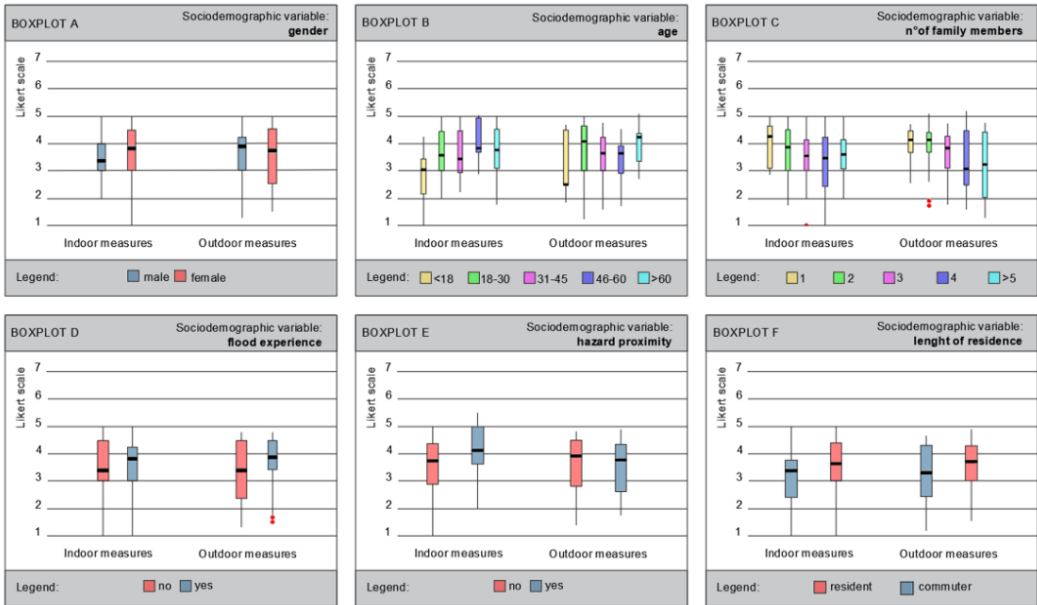 BOXPLOT A
Sociodemographic variable:
gender
Likert scale
7
6
5
4
3
2
1
Indoor measures Outdoor measures
Legend: male female
BOXPLOT B
Sociodemographic variable:
age
Likert scale
7
6
5
4
3
2
1
Indoor measures Outdoor measures
Legend: <18 18-30 31-45 46-60 >60
BOXPLOT C
Sociodemographic variable:
n°of family members
Likert scale
7
6
5
4
3
2
1
Indoor measures Outdoor measures
Legend: 1 2 3 4 >5
BOXPLOT D
Sociodemographic variable:
flood experience
Likert scale
7
6
5
4
3
2
1
Indoor measures Outdoor measures
Legend: no yes
BOXPLOT E
Sociodemographic variable:
hazard proximity
Likert scale
7
6
5
4
3
2
1
Indoor measures Outdoor measures
Legend: no yes
BOXPLOT F
Sociodemographic variable:
lenght of residence
Likert scale
7
6
5
4
3
2
1
Indoor measures Outdoor measures
Legend: resident commuter